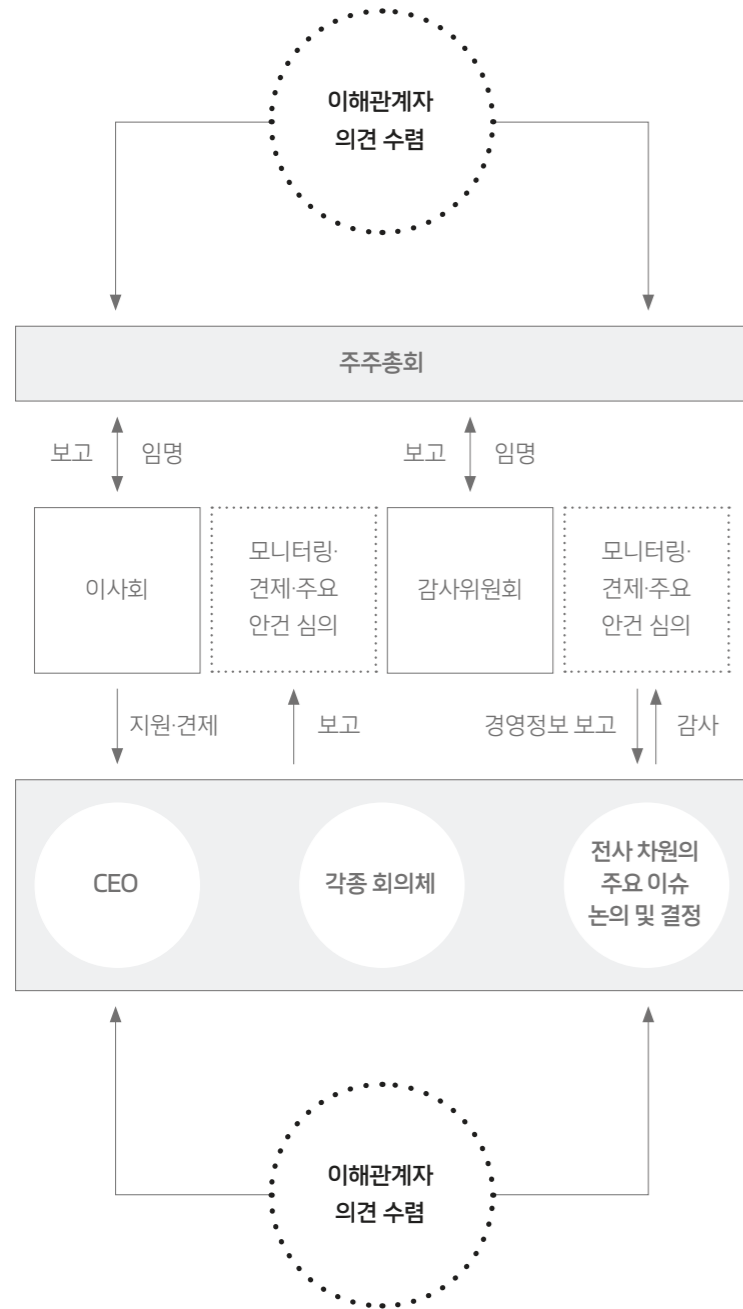 이해관계자
의견 수렴
주주총회
보고 임명
보고 임명
이사회
모니터링·
견제·주요
안건 심의
감사위원회
모니터링·
견제·주요
안건 심의
지원·견제
보고
경영정보 보고
감사
CEO
각종 회의체
전사 차원의
주요 이슈
논의 및 결정
이해관계자
의견 수렴